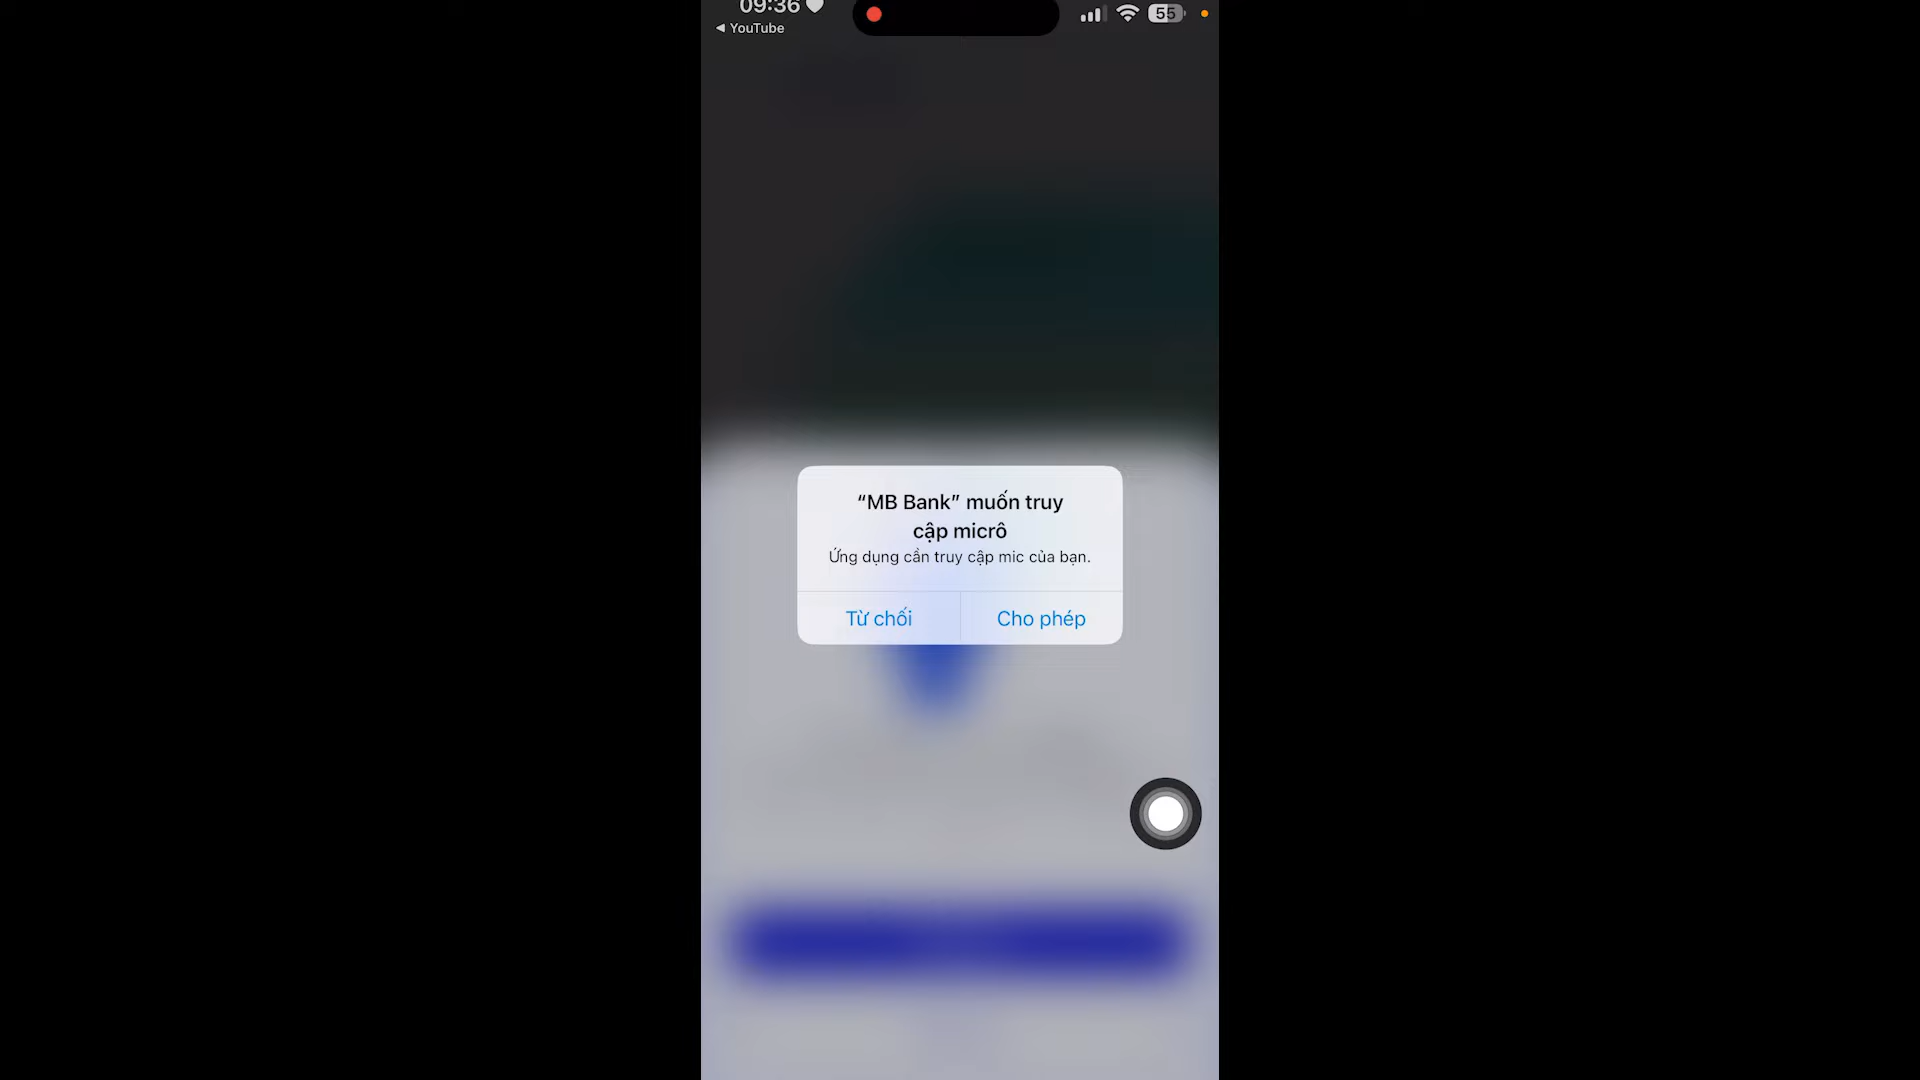 09:36
◄ YouTube
55
“MB Bank” muốn truy
cập micrô
Ứng dụng cần truy cập mic của bạn.
Từ chối
Cho phép